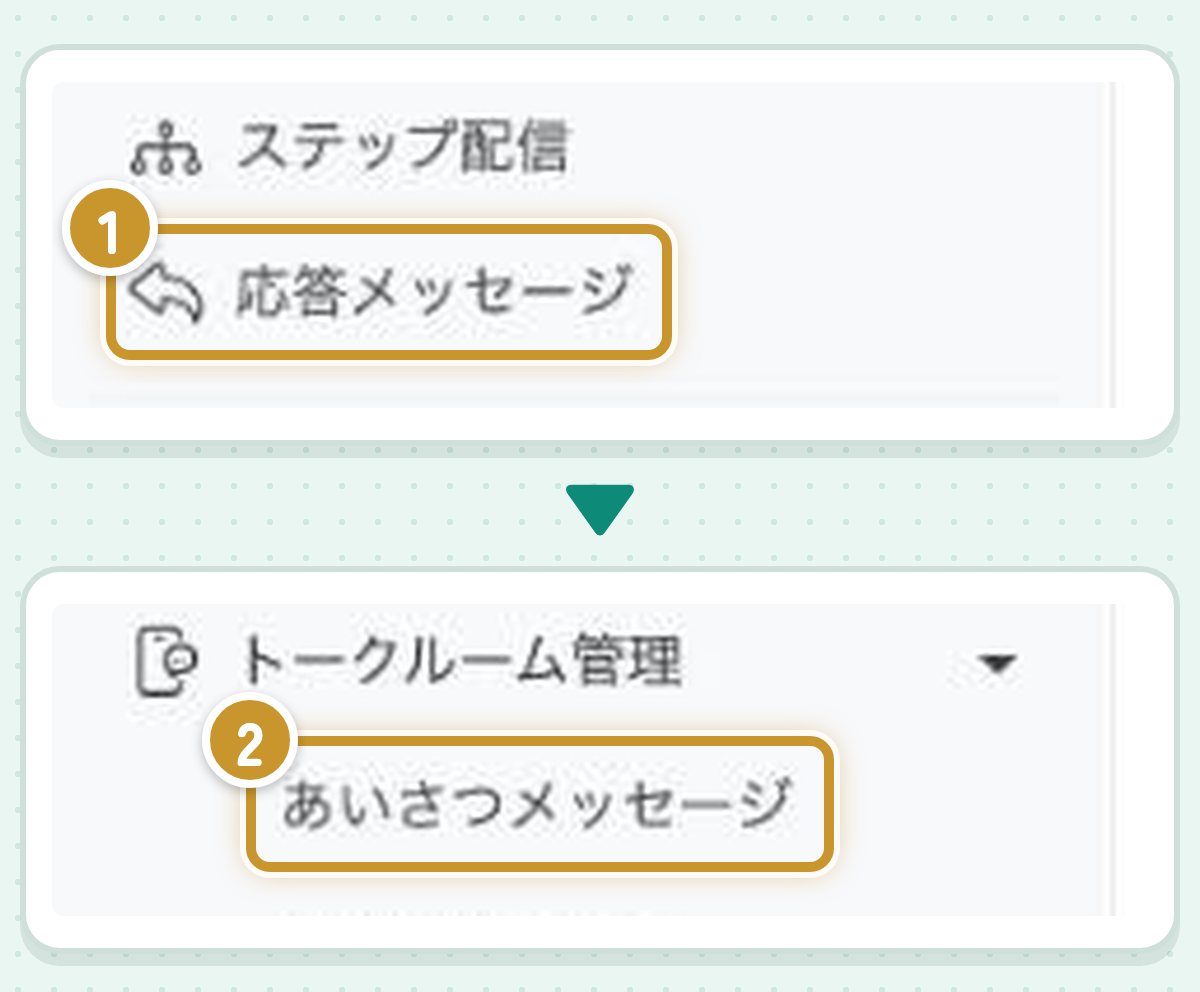 ステップ配信
1
応答メッセージ
トークルーム管理
2
あいさつメッセージ